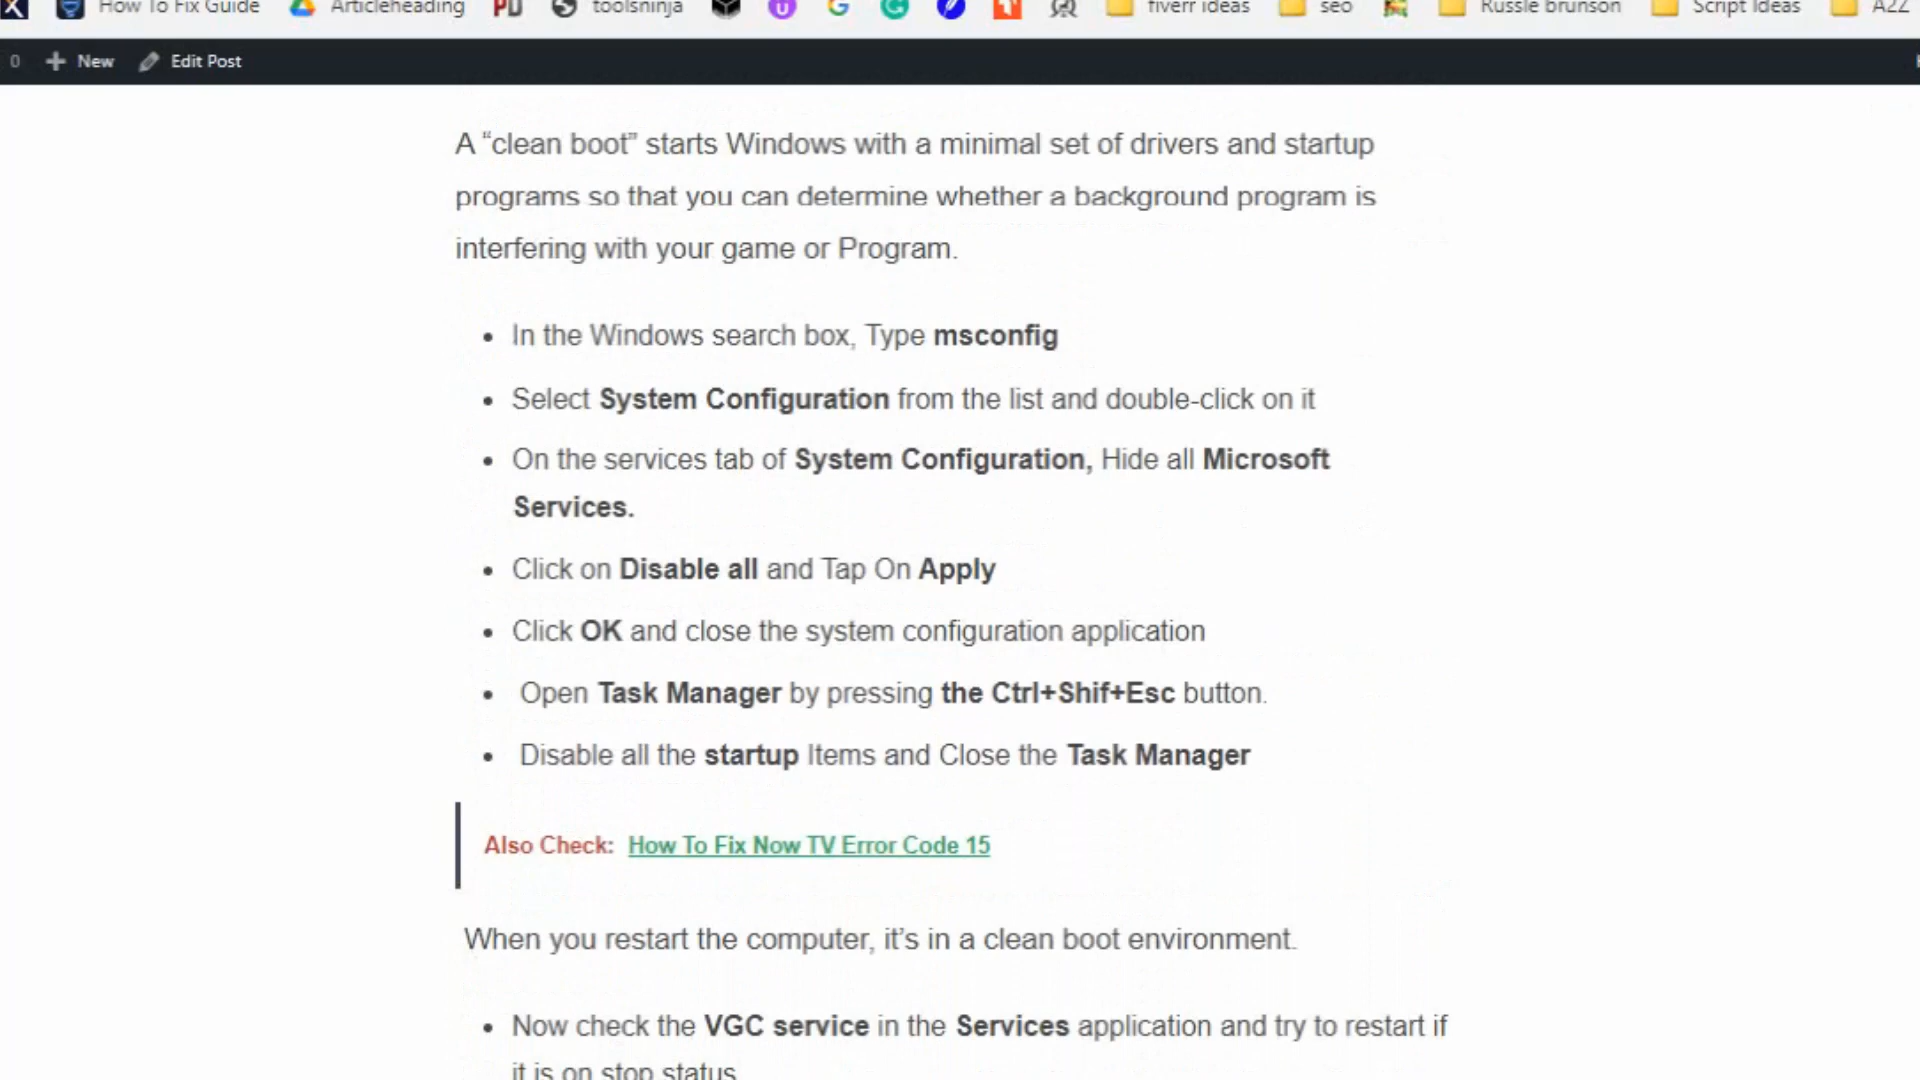 How To Fix Guide Articleheading toolsninja fiverr ideas seo Russle brunson Script Ideas A2Z
0 New Edit Post
A “clean boot” starts Windows with a minimal set of drivers and startup
programs so that you can determine whether a background program is
interfering with your game or Program.
• In the Windows search box, Type msconfig
• Select System Configuration from the list and double-click on it
• On the services tab of System Configuration, Hide all Microsoft
Services.
• Click on Disable all and Tap On Apply
• Click OK and close the system configuration application
• Open Task Manager by pressing the Ctrl+Shif+Esc button.
• Disable all the startup Items and Close the Task Manager
Also Check: How To Fix Now TV Error Code 15
When you restart the computer, it’s in a clean boot environment.
• Now check the VGC service in the Services application and try to restart if
it is on stop status